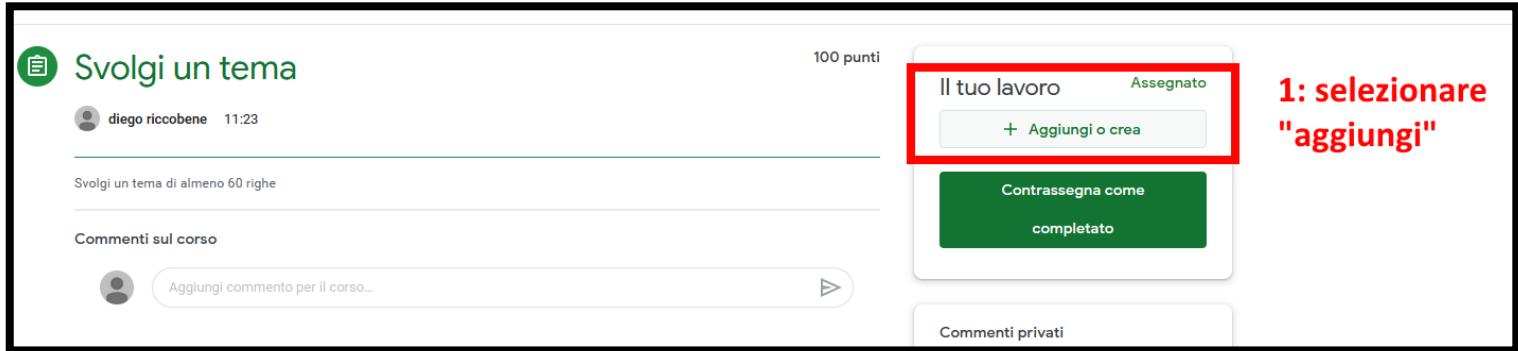 Svolgi un tema
100 punti
diego riccobene 11:23
Svolgi un tema di almeno 60 righe
Commenti sul corso
Aggiungi commento per il corso...
Il tuo lavoro
Assegnato
+ Aggiungi o crea
Contrassegna come
completato
Commenti privati
1: selezionare
"aggiungi"